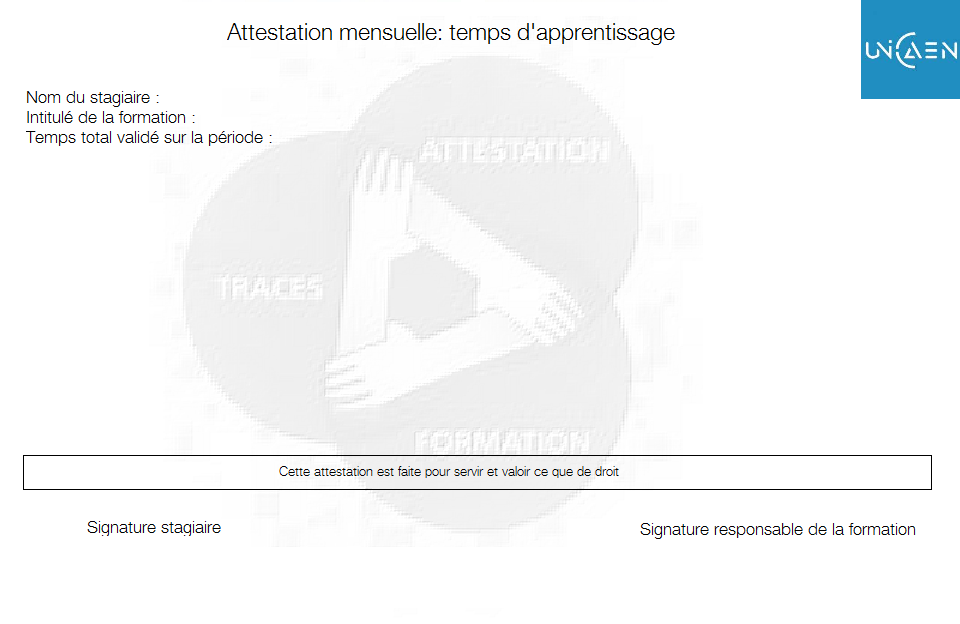 Attestation mensuelle: temps d'apprentissage
UNICAEN
Nom du stagiaire :
Intitulé de la formation :
Temps total validé sur la période :
ATTESTATION
TRACES
FORMATION
Cette attestation est faite pour servir et valoir ce que de droit
Signature stagiaire
Signature responsable de la formation